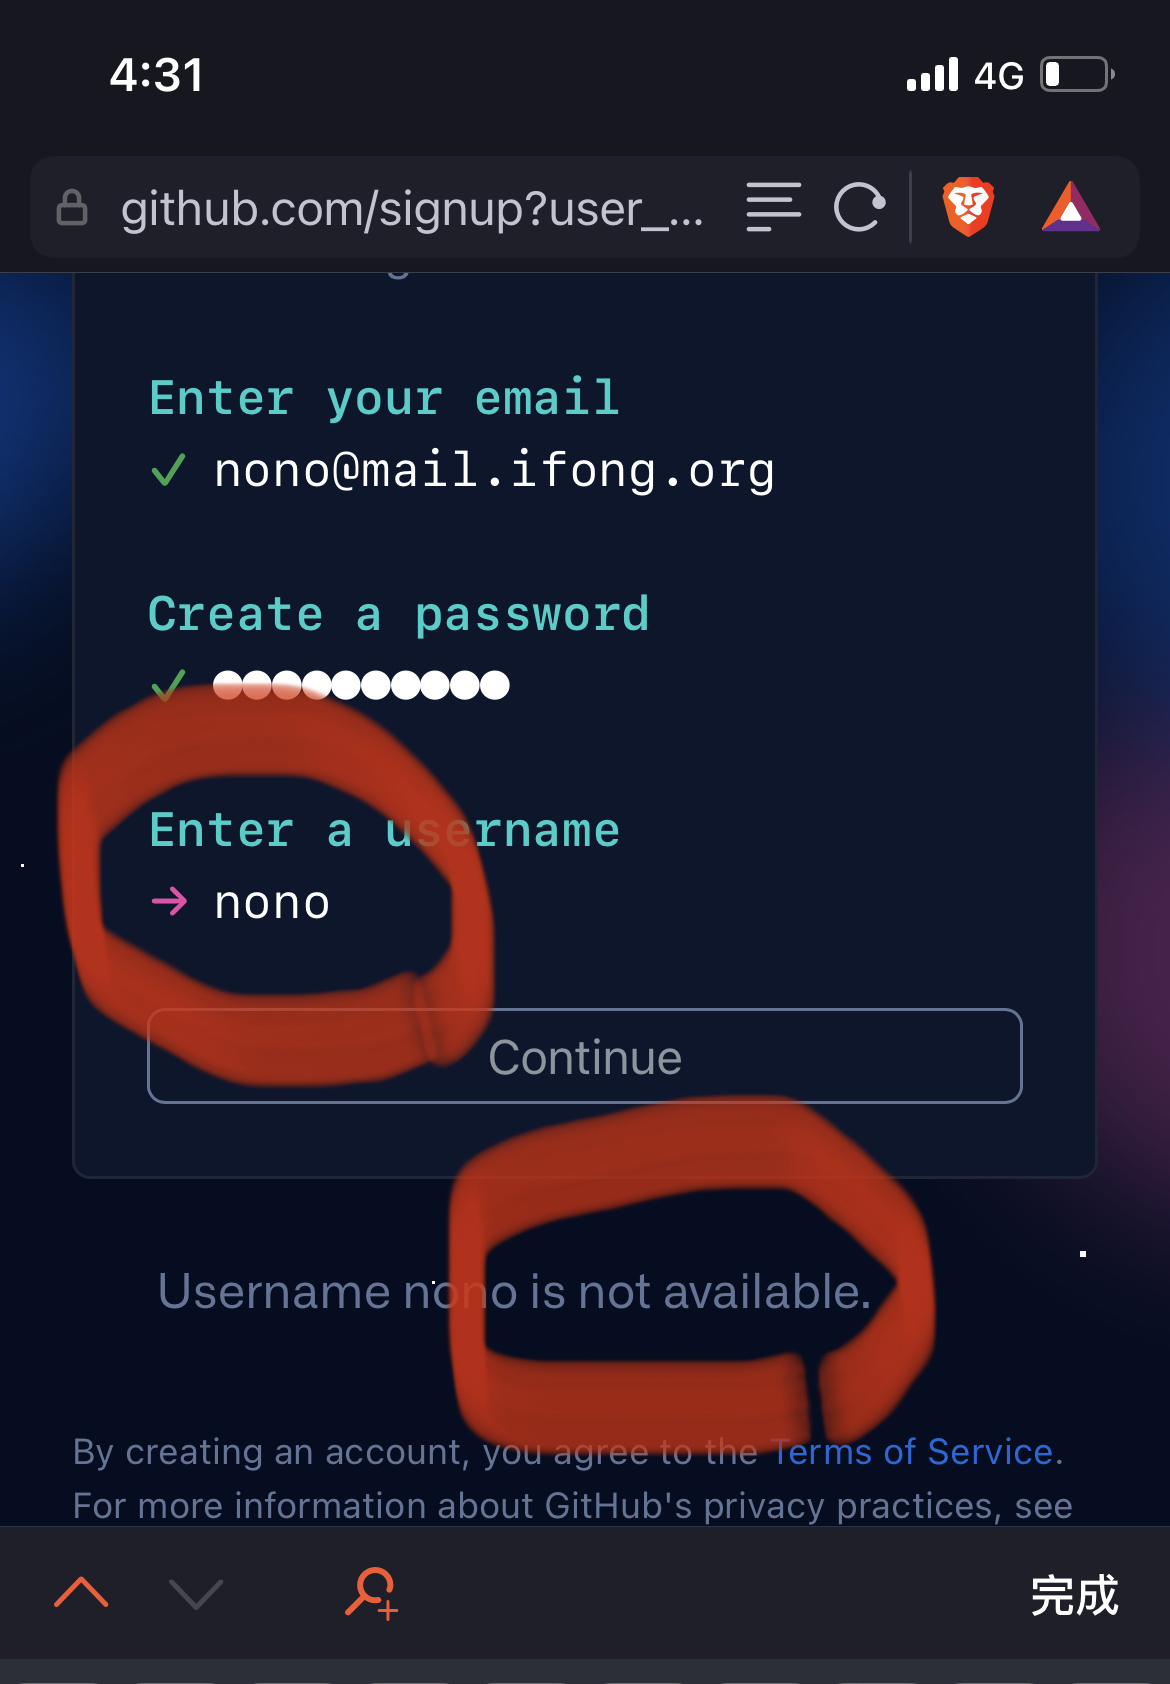 4:31
4G
github.com/signup?user_...
Enter your email
nono@mail.ifong.org
Create a password
Enter a username
nono
Continue
Username nono is not available.
By creating an account, you agree to the Terms of Service.
For more information about GitHub's privacy practices, see
完成